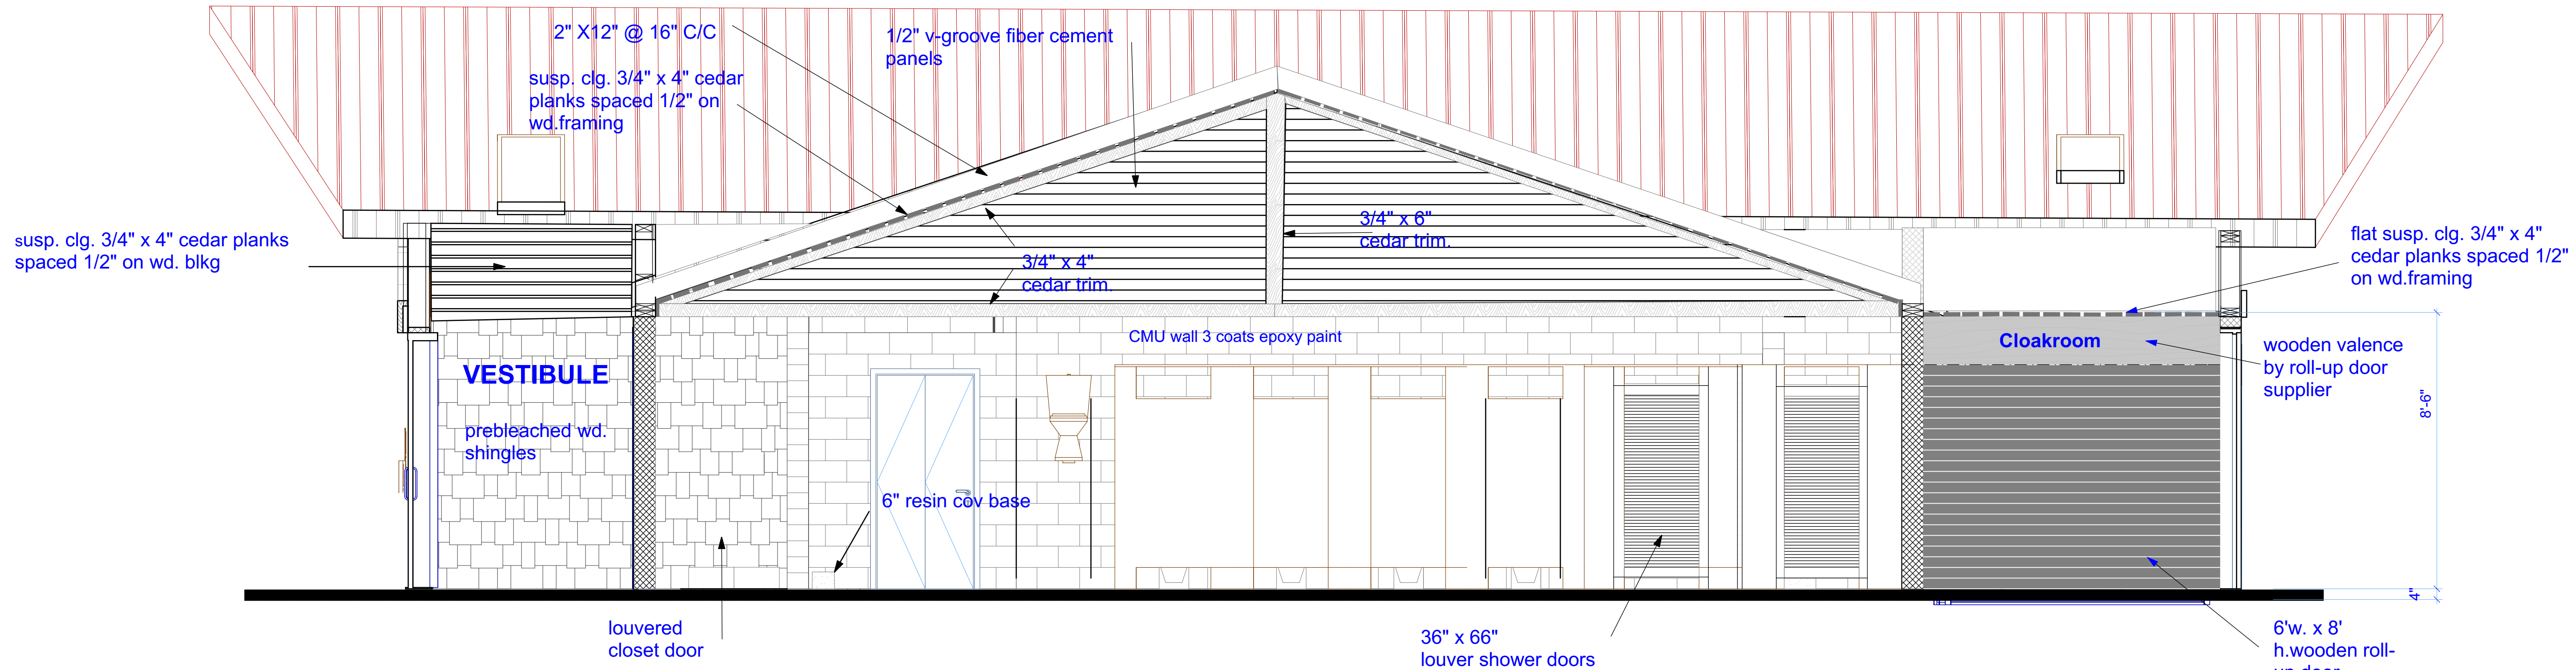 2" X12" @ 16" C/C
1/2" v-groove fiber cement
panels
susp. clg. 3/4" x 4" cedar
planks spaced 1/2" on
wd.framing
susp. clg. 3/4" x 4" cedar planks
spaced 1/2" on wd. blkg
3/4" x 6"
cedar trim.
3/4" x 4"
cedar trim.
flat susp. clg. 3/4" x 4"
cedar planks spaced 1/2"
on wd.framing
CMU wall 3 coats epoxy paint
Cloakroom
wooden valence
by roll-up door
supplier
VESTIBULE
prebleached wd.
shingles
8'-6"
6" resin cov base
4"
louvered
closet door
36" x 66"
louver shower doors
6'w. x 8'
h.wooden roll-
up door